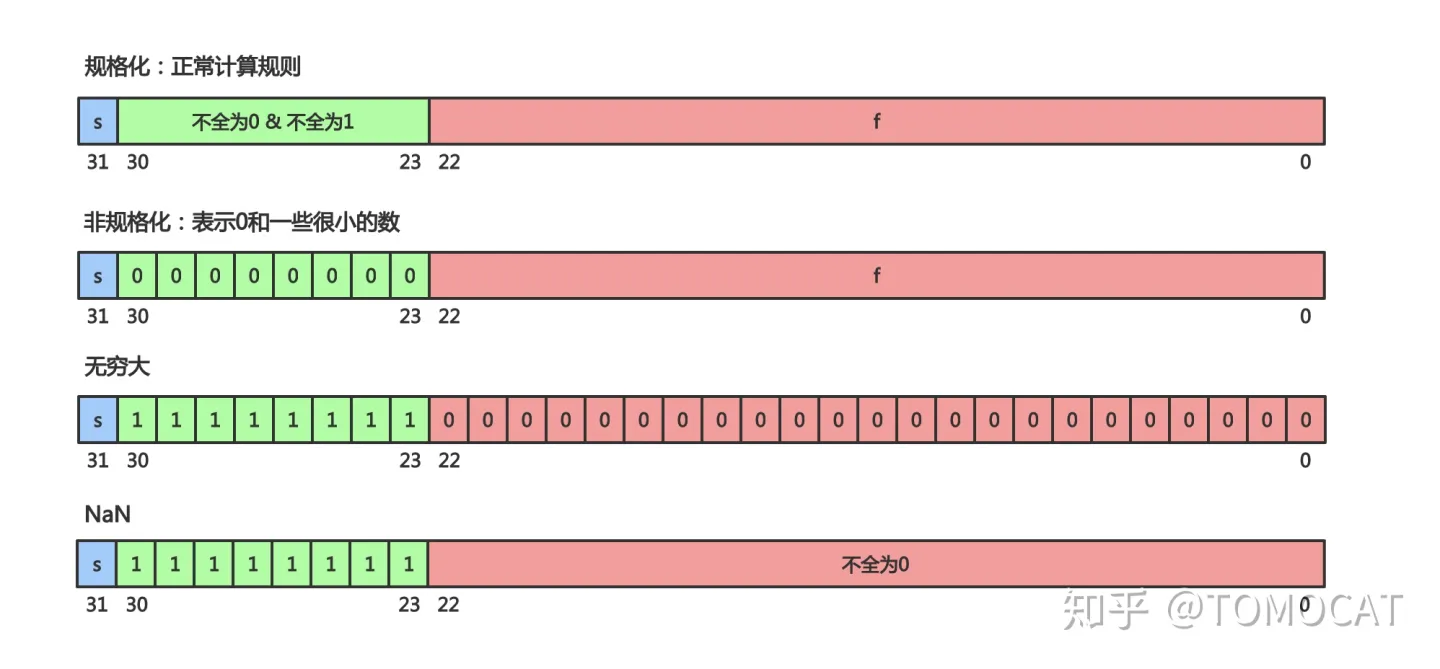 规格化：正常计算规则
s 不全为0 & 不全为1 f
31 30 23 22 0
非规格化：表示0和一些很小的数
s 0 0 0 0 0 0 0 0 f
31 30 23 22 0
无穷大
s 1 1 1 1 1 1 1 1 0 0 0 0 0 0 0 0 0 0 0 0 0 0 0 0 0 0 0 0 0 0 0
31 30 23 22 0
NaN
s 1 1 1 1 1 1 1 1 不全为0
31 30 23 22 0
知乎 @TOMOCAT